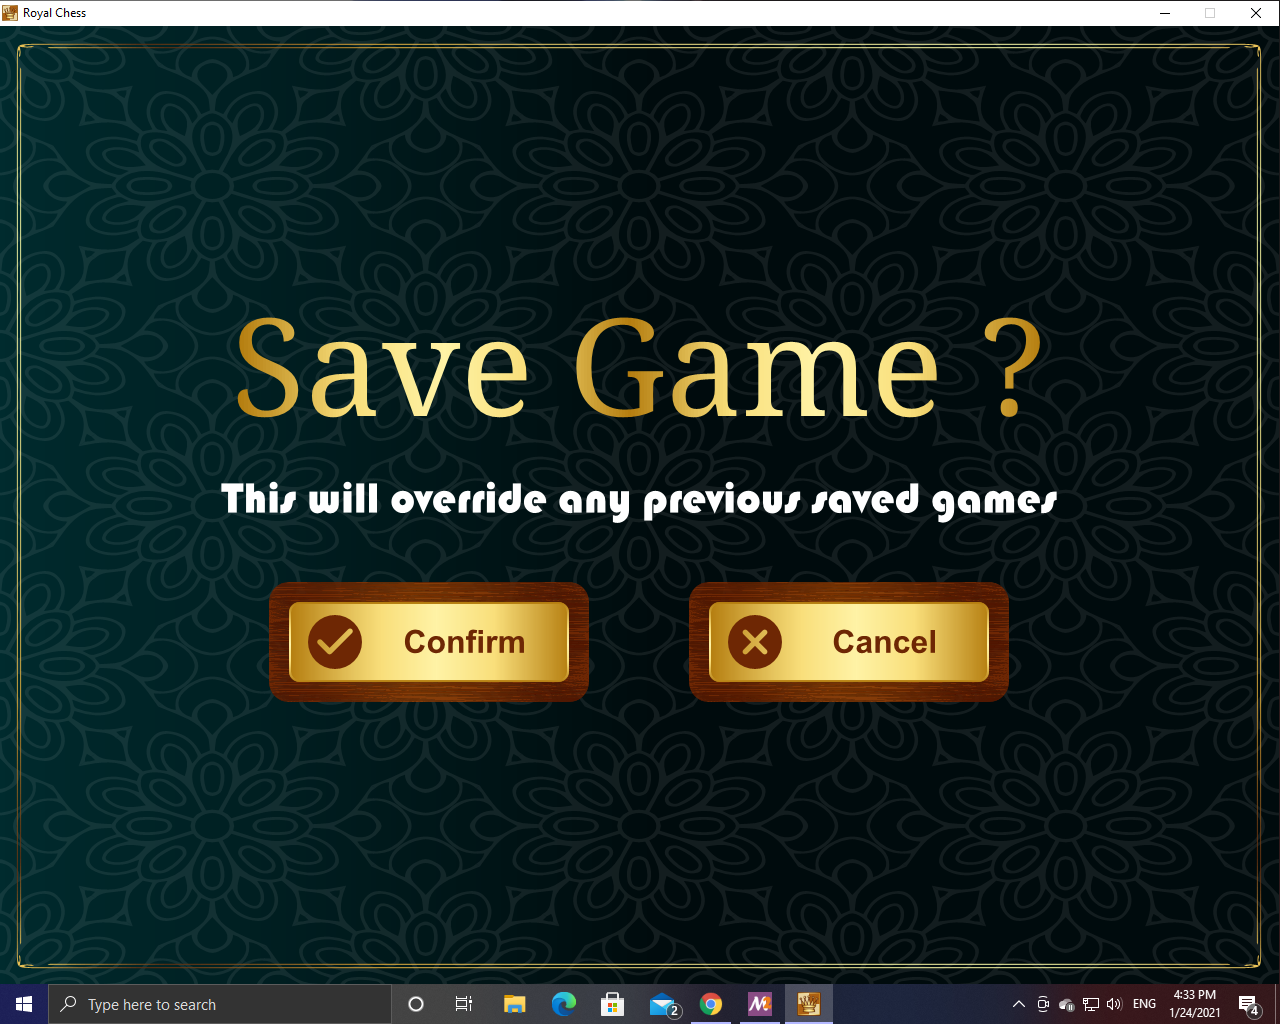 Royal Chess
Save Game ?
This will override any previous saved games
Confirm
Cancel
Type here to search
2
ENG
4:33 PM
1/24/2021
4